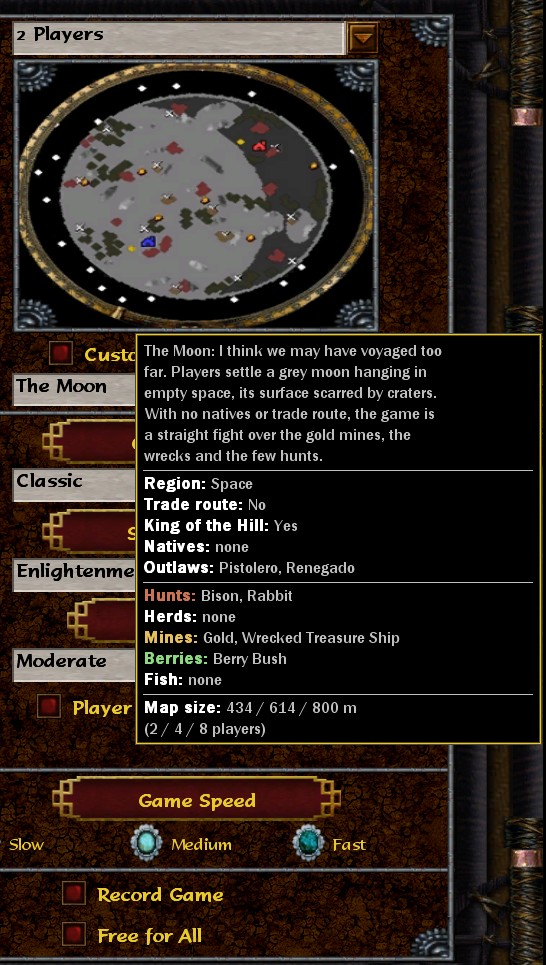 2 Players
Custo
The Moon
The Moon: I think we may have voyaged too
far. Players settle a grey moon hanging in
empty space, its surface scarred by craters.
With no natives or trade route, the game is
a straight fight over the gold mines, the
wrecks and the few hunts.
Region: Space
Trade route: No
King of the Hill: Yes
Natives: none
Outlaws: Pistolero, Renegado
Hunts: Bison, Rabbit
Herds: none
Mines: Gold, Wrecked Treasure Ship
Berries: Berry Bush
Fish: none
Map size: 434 / 614 / 800 m
(2 / 4 / 8 players)
Classic
Enlightenme
Moderate
Player
Game Speed
Slow
Medium
Fast
Record Game
Free for All